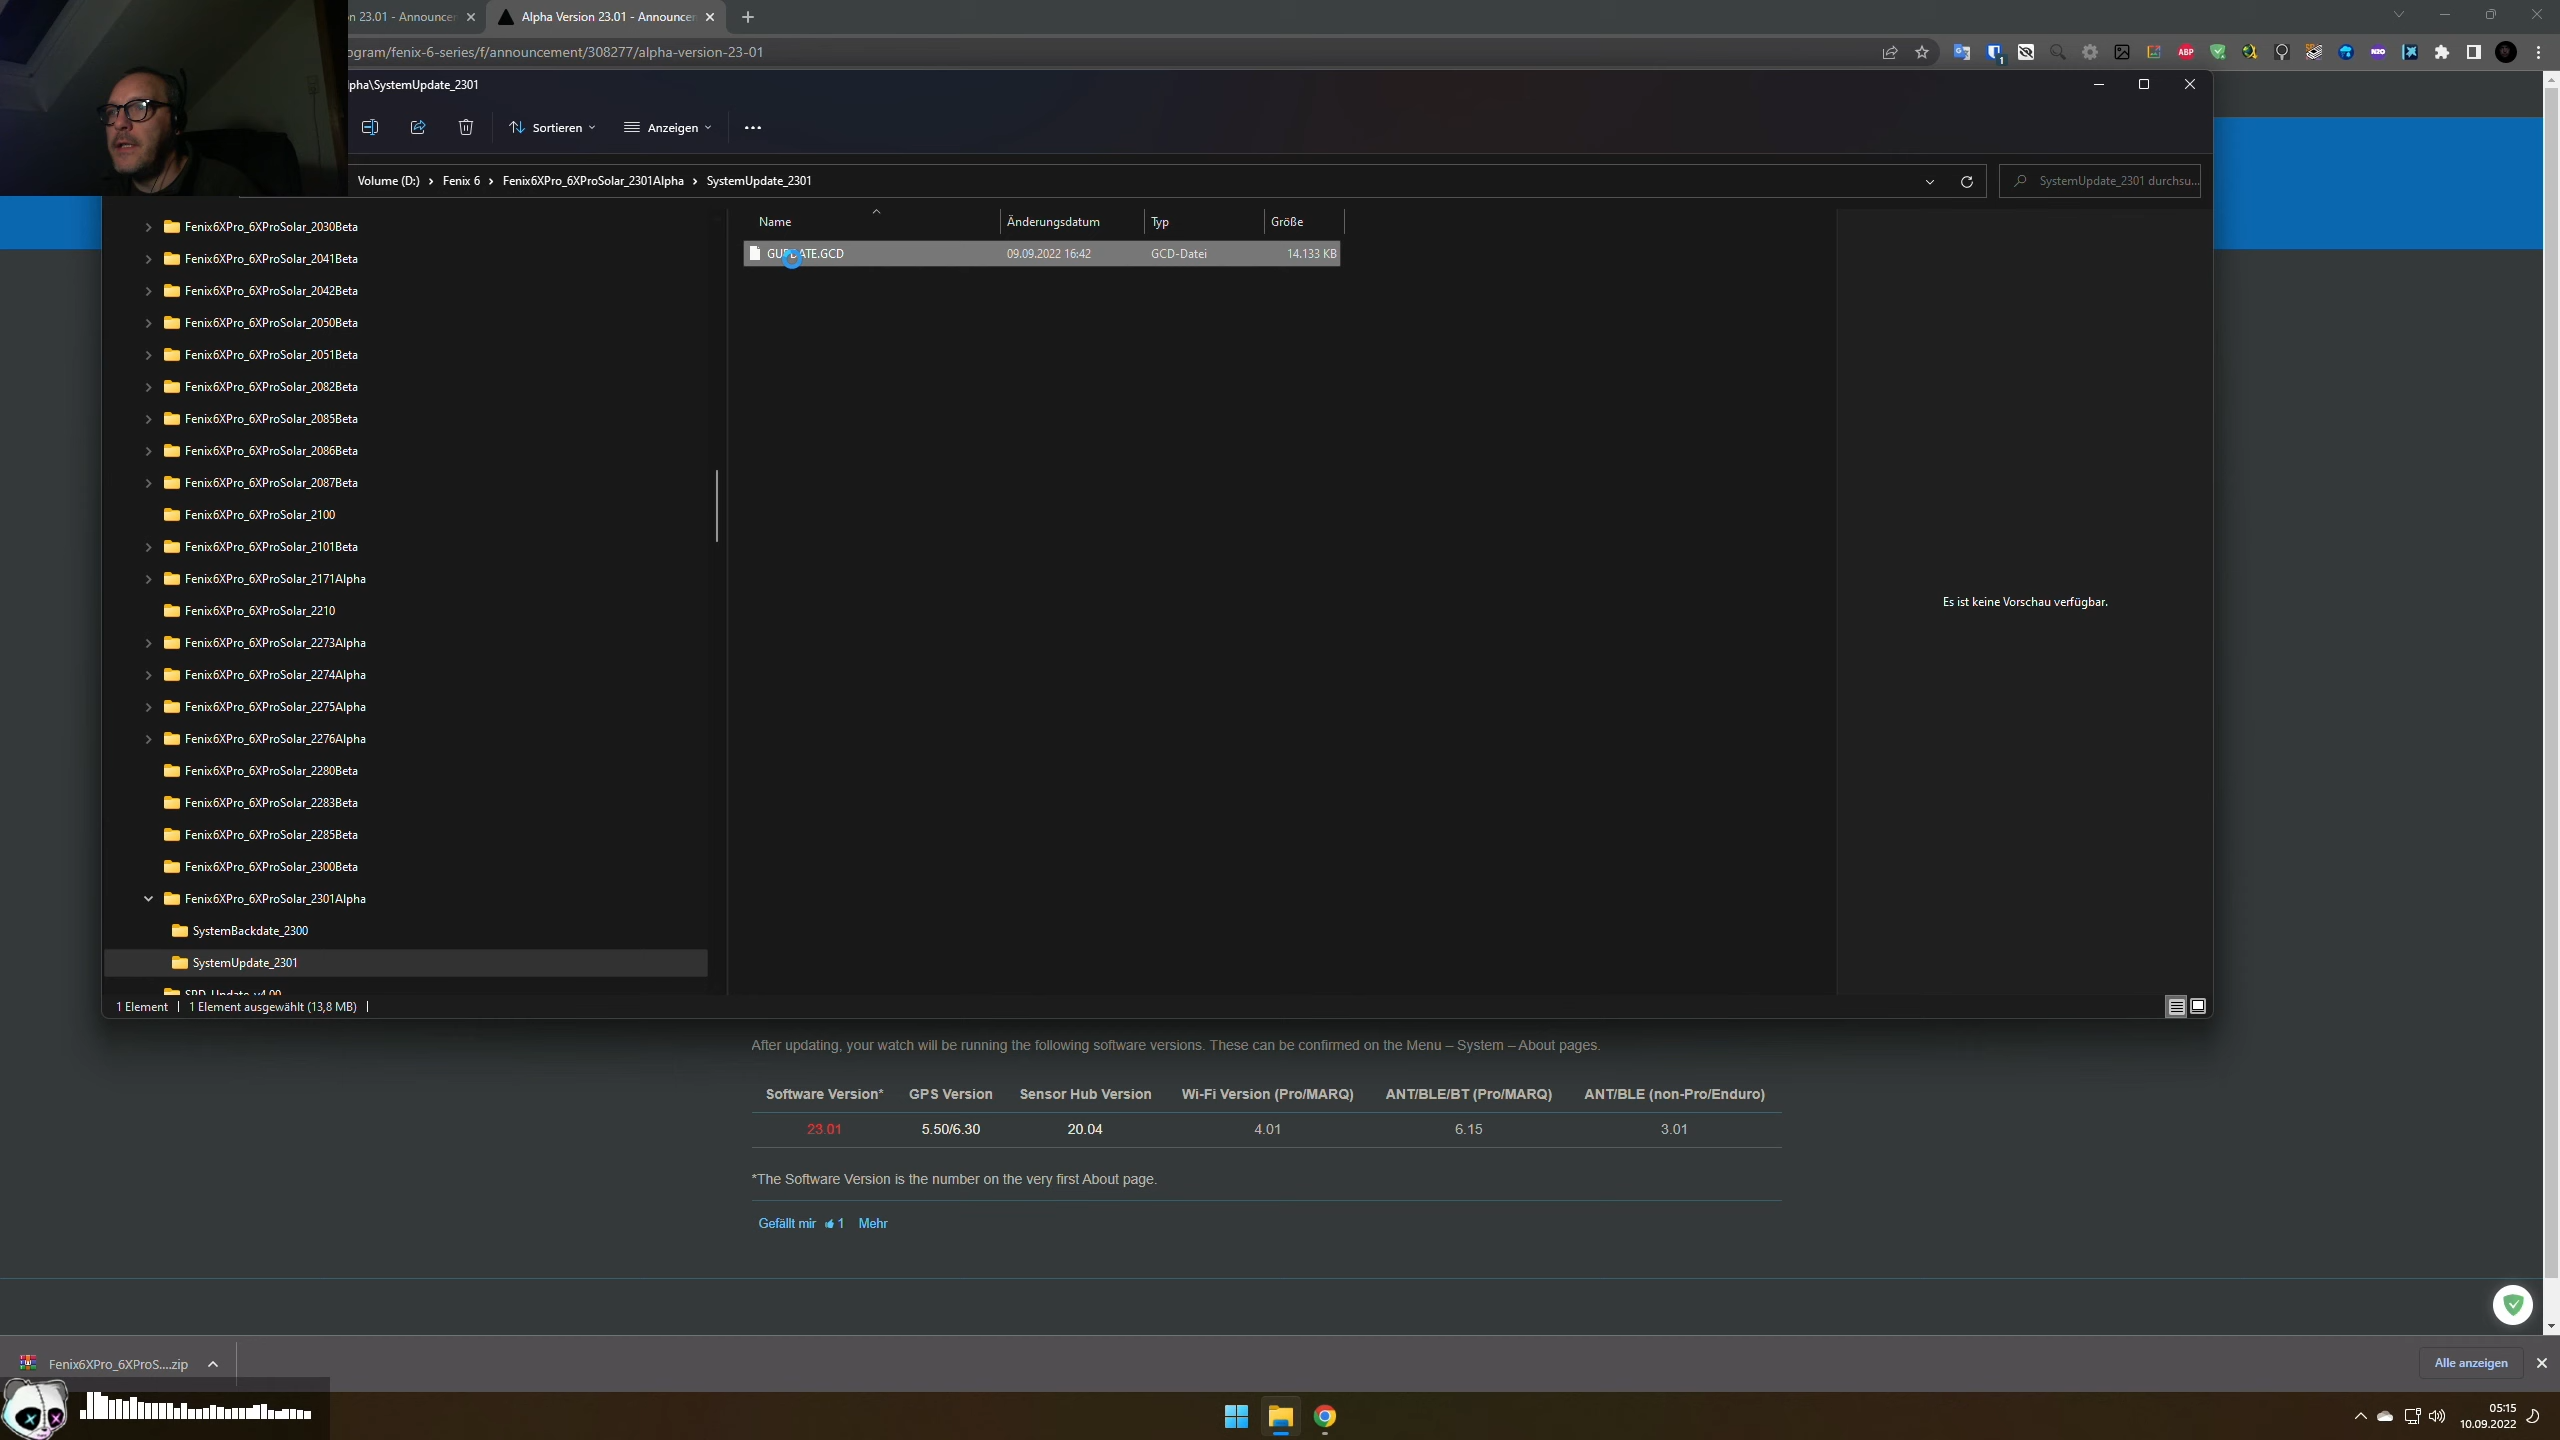 n 23.01 - Announcer
Alpha Version 23.01 - Announcer
ogram/fenix-6-series/f/announcement/308277/alpha-version-23-01
1
ABP
N2O
lpha\SystemUpdate_2301
Sortieren
Anzeigen
Volume (D:) › Fenix 6 › Fenix6XPro_6XProSolar_2301Alpha › SystemUpdate_2301
SystemUpdate_2301 durchsu...
Name
Änderungsdatum
Typ
Größe
GUPDATE.GCD
09.09.2022 16:42
GCD-Datei
14.133 KB
Fenix6XPro_6XProSolar_2030Beta
Fenix6XPro_6XProSolar_2041Beta
Fenix6XPro_6XProSolar_2042Beta
Fenix6XPro_6XProSolar_2050Beta
Fenix6XPro_6XProSolar_2051Beta
Fenix6XPro_6XProSolar_2082Beta
Fenix6XPro_6XProSolar_2085Beta
Fenix6XPro_6XProSolar_2086Beta
Fenix6XPro_6XProSolar_2087Beta
Fenix6XPro_6XProSolar_2100
Fenix6XPro_6XProSolar_2101Beta
Fenix6XPro_6XProSolar_2171Alpha
Fenix6XPro_6XProSolar_2210
Fenix6XPro_6XProSolar_2273Alpha
Fenix6XPro_6XProSolar_2274Alpha
Fenix6XPro_6XProSolar_2275Alpha
Fenix6XPro_6XProSolar_2276Alpha
Fenix6XPro_6XProSolar_2280Beta
Fenix6XPro_6XProSolar_2283Beta
Fenix6XPro_6XProSolar_2285Beta
Fenix6XPro_6XProSolar_2300Beta
Fenix6XPro_6XProSolar_2301Alpha
SystemBackdate_2300
SystemUpdate_2301
Es ist keine Vorschau verfügbar.
1 Element
1 Element ausgewählt (13,8 MB)
After updating, your watch will be running the following software versions. These can be confirmed on the Menu – System – About pages.
Software Version* GPS Version Sensor Hub Version Wi-Fi Version (Pro/MARQ) ANT/BLE/BT (Pro/MARQ) ANT/BLE (non-Pro/Enduro)
23.01 5.50/6.30 20.04 4.01 6.15 3.01
*The Software Version is the number on the very first About page.
Gefällt mir 1 Mehr
Fenix6XPro_6XProS....zip
Alle anzeigen
05:15
10.09.2022